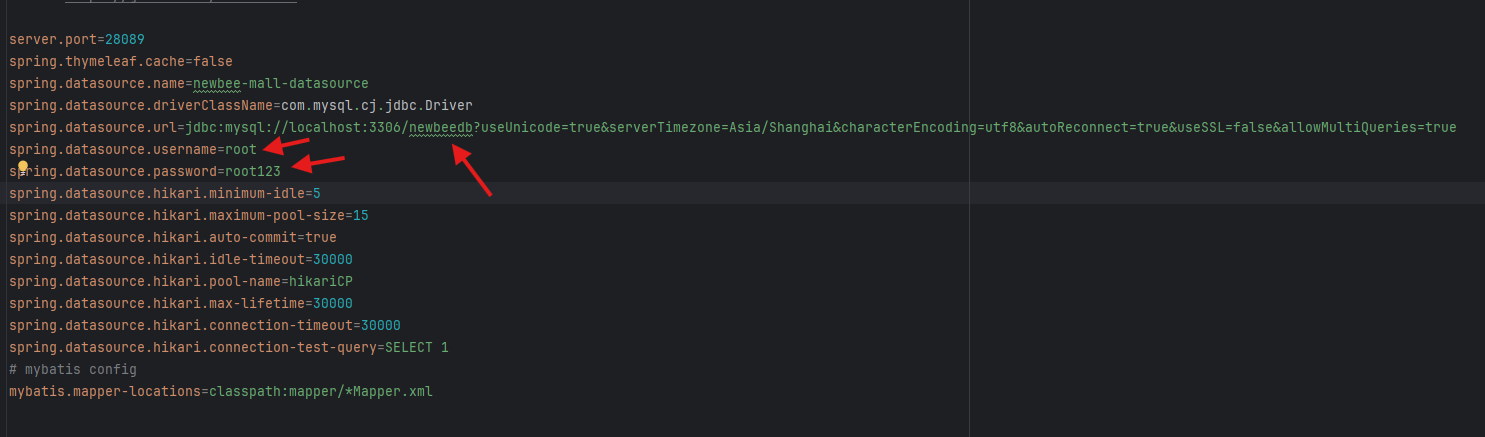 server.port=28089
spring.thymeleaf.cache=false
spring.datasource.name=newbee-mall-datasource
spring.datasource.driverClassName=com.mysql.cj.jdbc.Driver
spring.datasource.url=jdbc:mysql://localhost:3306/newbeedb?useUnicode=true&serverTimezone=Asia/Shanghai&characterEncoding=utf8&autoReconnect=true&useSSL=false&allowMultiQueries=true
spring.datasource.username=root
spring.datasource.password=root123
spring.datasource.hikari.minimum-idle=5
spring.datasource.hikari.maximum-pool-size=15
spring.datasource.hikari.auto-commit=true
spring.datasource.hikari.idle-timeout=30000
spring.datasource.hikari.pool-name=hikariCP
spring.datasource.hikari.max-lifetime=30000
spring.datasource.hikari.connection-timeout=30000
spring.datasource.hikari.connection-test-query=SELECT 1
# mybatis config
mybatis.mapper-locations=classpath:mapper/*Mapper.xml